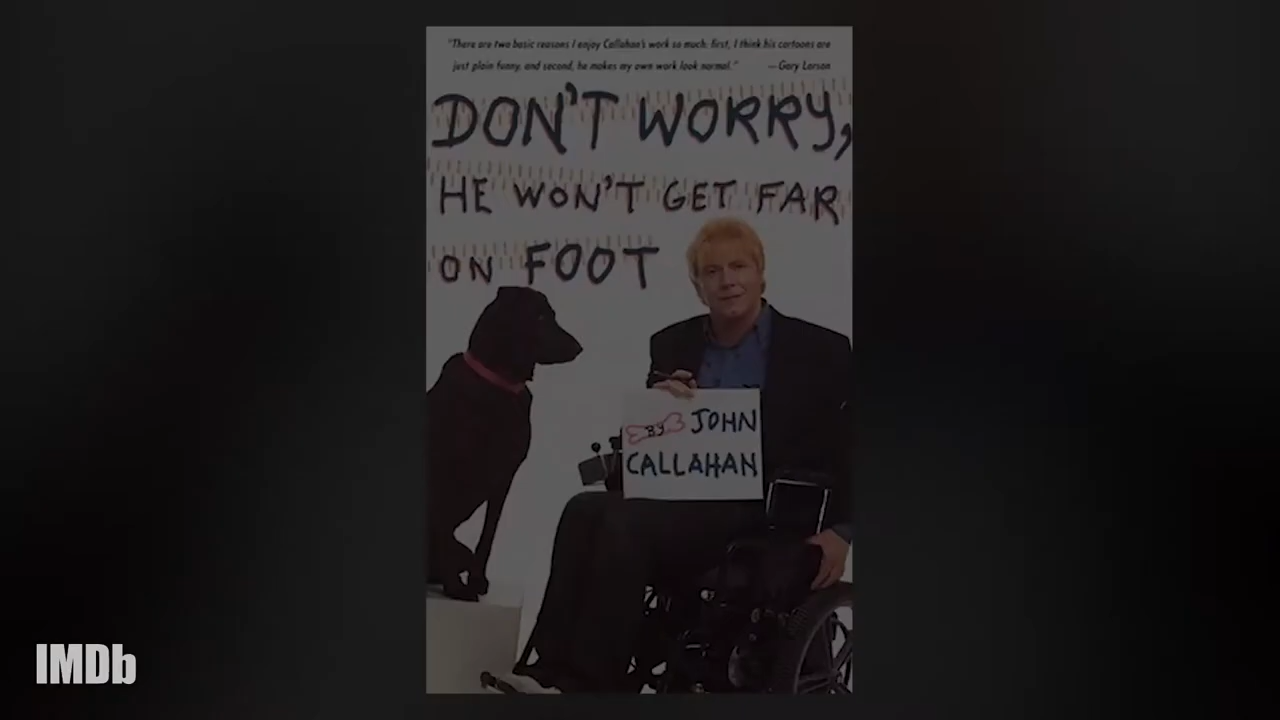 "There are two basic reasons I enjoy Callahan's work so much: first, I think his cartoons are
just plain funny, and second, he makes my own work look normal." —Gary Larson
DON'T WORRY,
HE WON'T GET FAR
ON FOOT
BY JOHN
CALLAHAN
IMDb